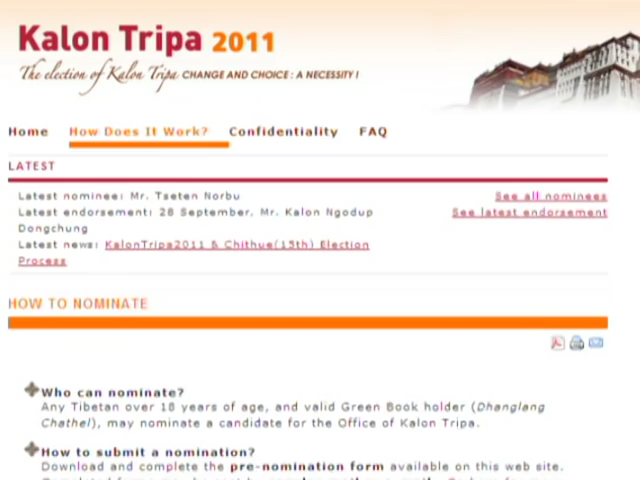 Kalon Tripa 2011
The election of Kalon Tripa CHANGE AND CHOICE : A NECESSITY !
Home How Does It Work? Confidentiality FAQ
LATEST
Latest nominee: Mr. Tseten Norbu See all nominees
Latest endorsement: 28 September, Mr. Kalon Ngodup See latest endorsement
Dongchung
Latest news: KalonTripa2011 & Chithue(15th) Election
Process
HOW TO NOMINATE
Who can nominate?
Any Tibetan over 18 years of age, and valid Green Book holder (Dhanglang
Chathel), may nominate a candidate for the Office of Kalon Tripa.
How to submit a nomination?
Download and complete the pre-nomination form available on this web site.